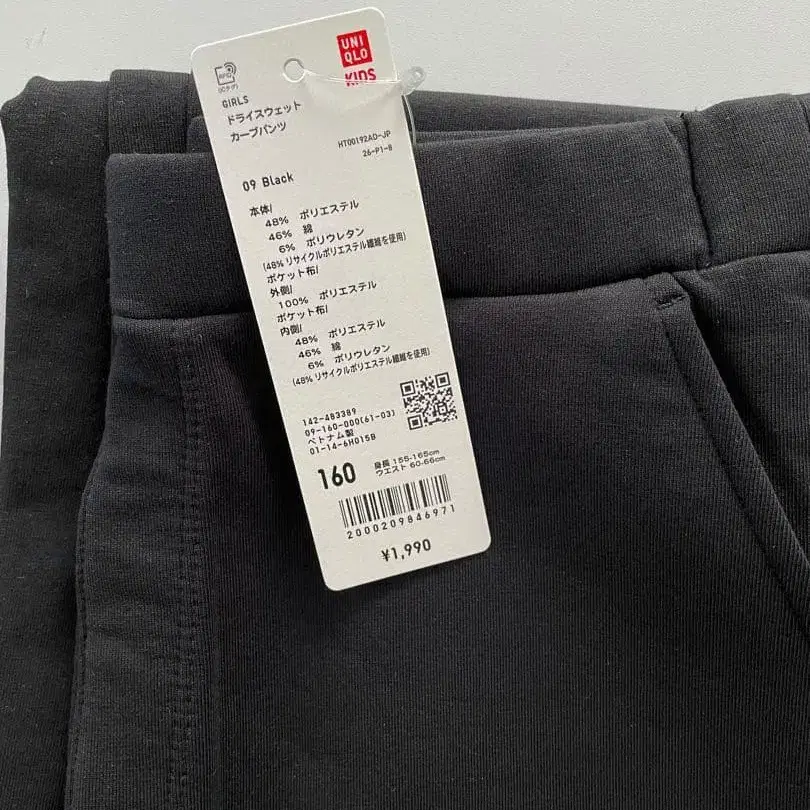 UNI
QLO
KIDS
RFID
(ICタグ)
GIRLS
ドライスウェット
カーブパンツ
HT00192AD-JP
26-P1-B
09 Black
本体/
48% ポリエステル
46% 綿
6% ポリウレタン
(48%リサイクルポリエステル繊維を使用)
ポケット布/
外側/
100% ポリエステル
ポケット布/
内側/
48% ポリエステル
46% 綿
6% ポリウレタン
(48%リサイクルポリエステル繊維を使用)
142-483389
09-160-000(61-03)
ベトナム製
01-14-6H015B
160 身長 155-165cm
ウエスト 60-66cm
2000209846971
¥1,990